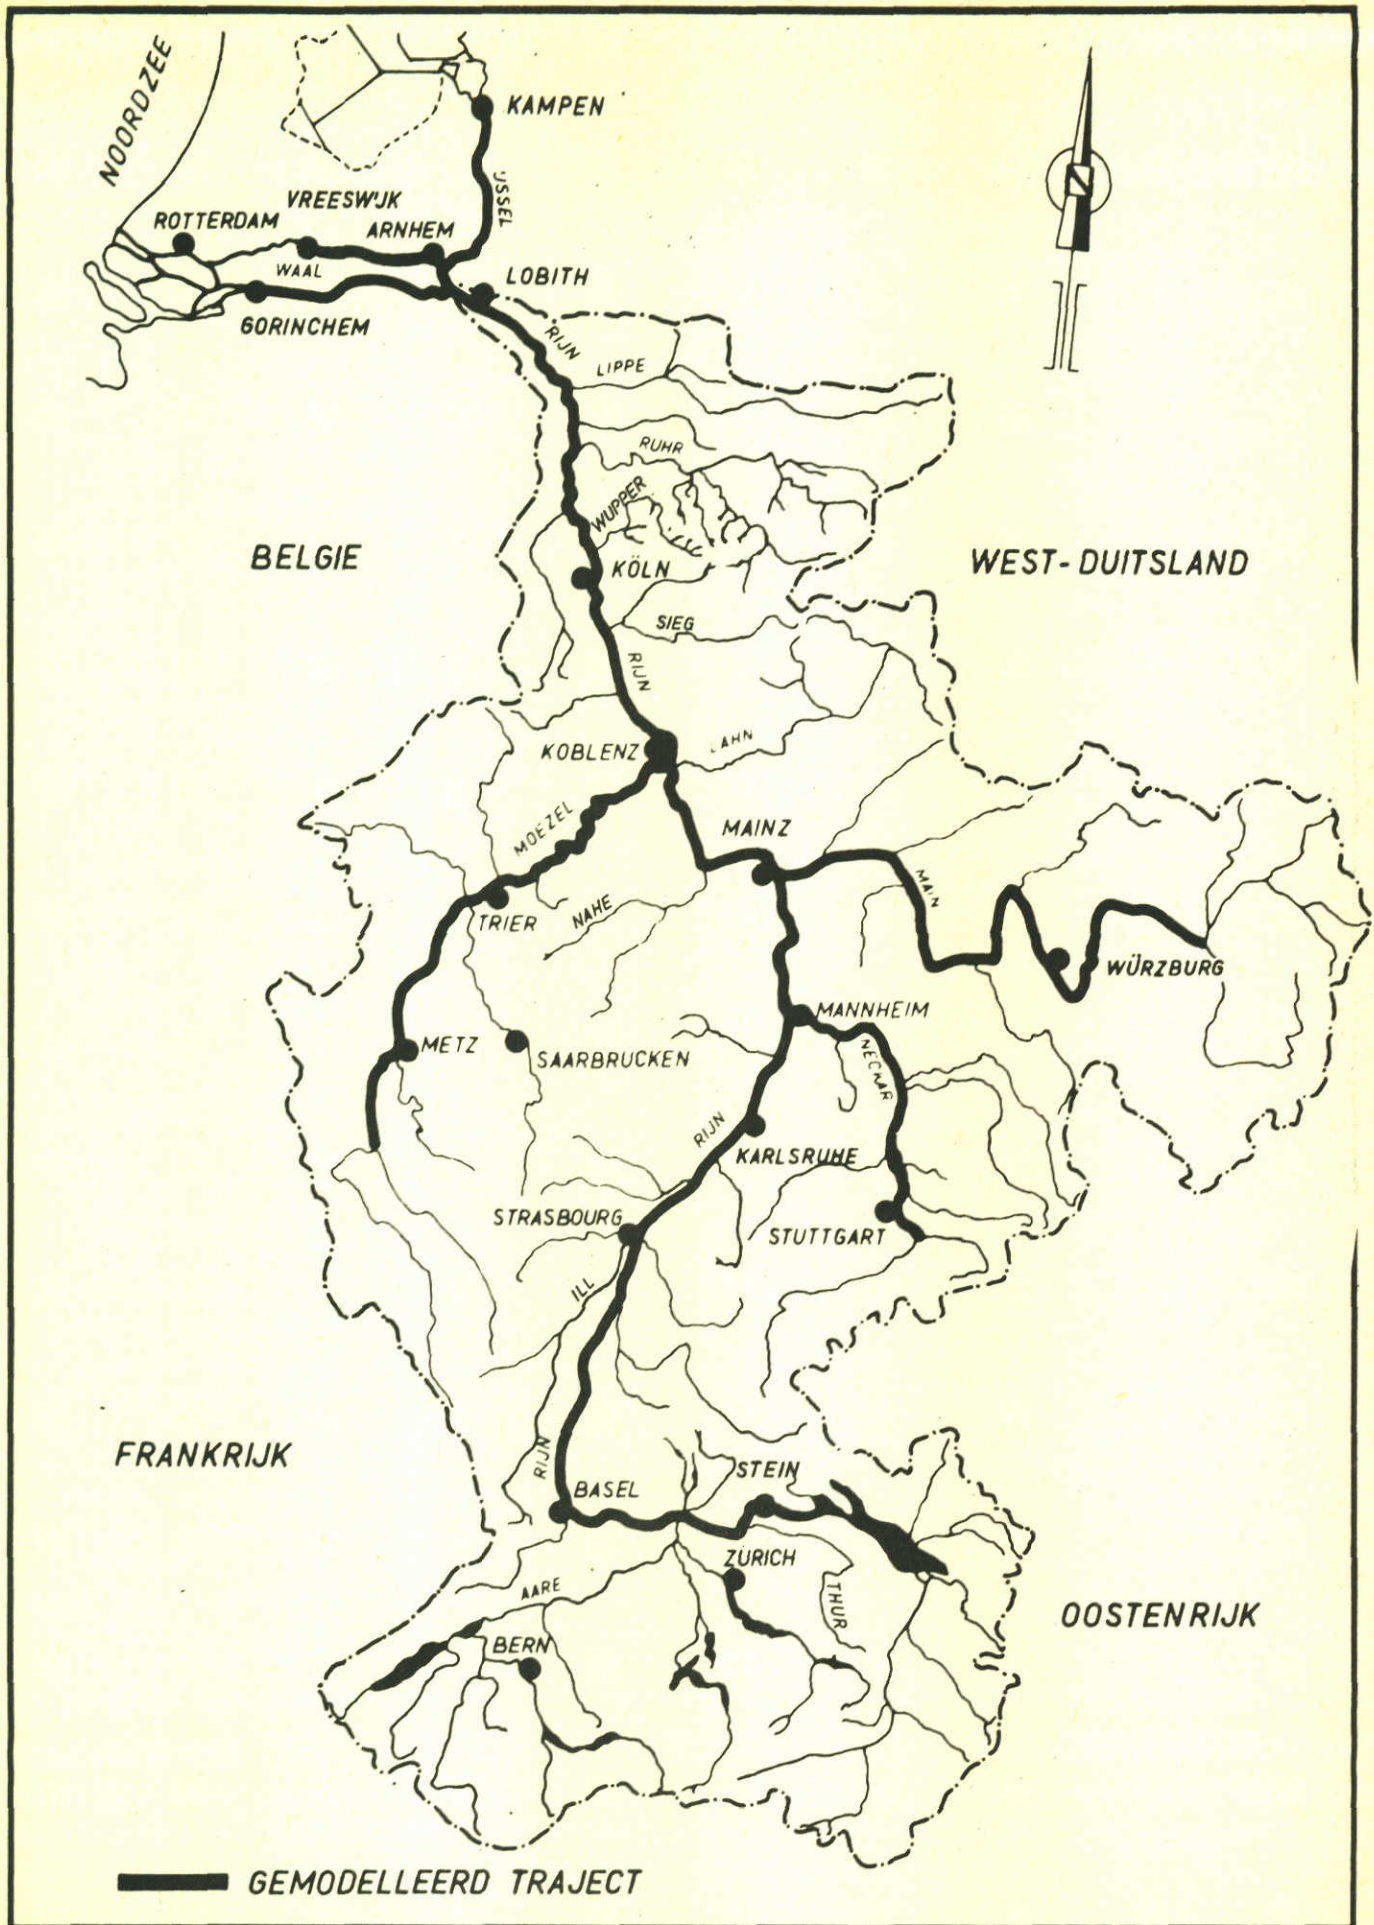 NOORDZEE
KAMPEN
IJSSEL
VREESWIJK
ROTTERDAM
ARNHEM
WAAL
LOBITH
GORINCHEM
RIJN
LIPPE
RUHR
WUPPER
BELGIE
WEST-DUITSLAND
KÖLN
SIEG
RIJN
KOBLENZ
LAHN
MOEZEL
MAINZ
MAIN
TRIER
NAHE
WÜRZBURG
MANNHEIM
METZ
SAARBRUCKEN
NECKAR
RIJN
KARLSRUHE
STRASBOURG
STUTTGART
ILL
FRANKRIJK
RIJN
STEIN
BASEL
ZÜRICH
AARE
THUR
OOSTENRIJK
BERN
GEMODELLEERD TRAJECT